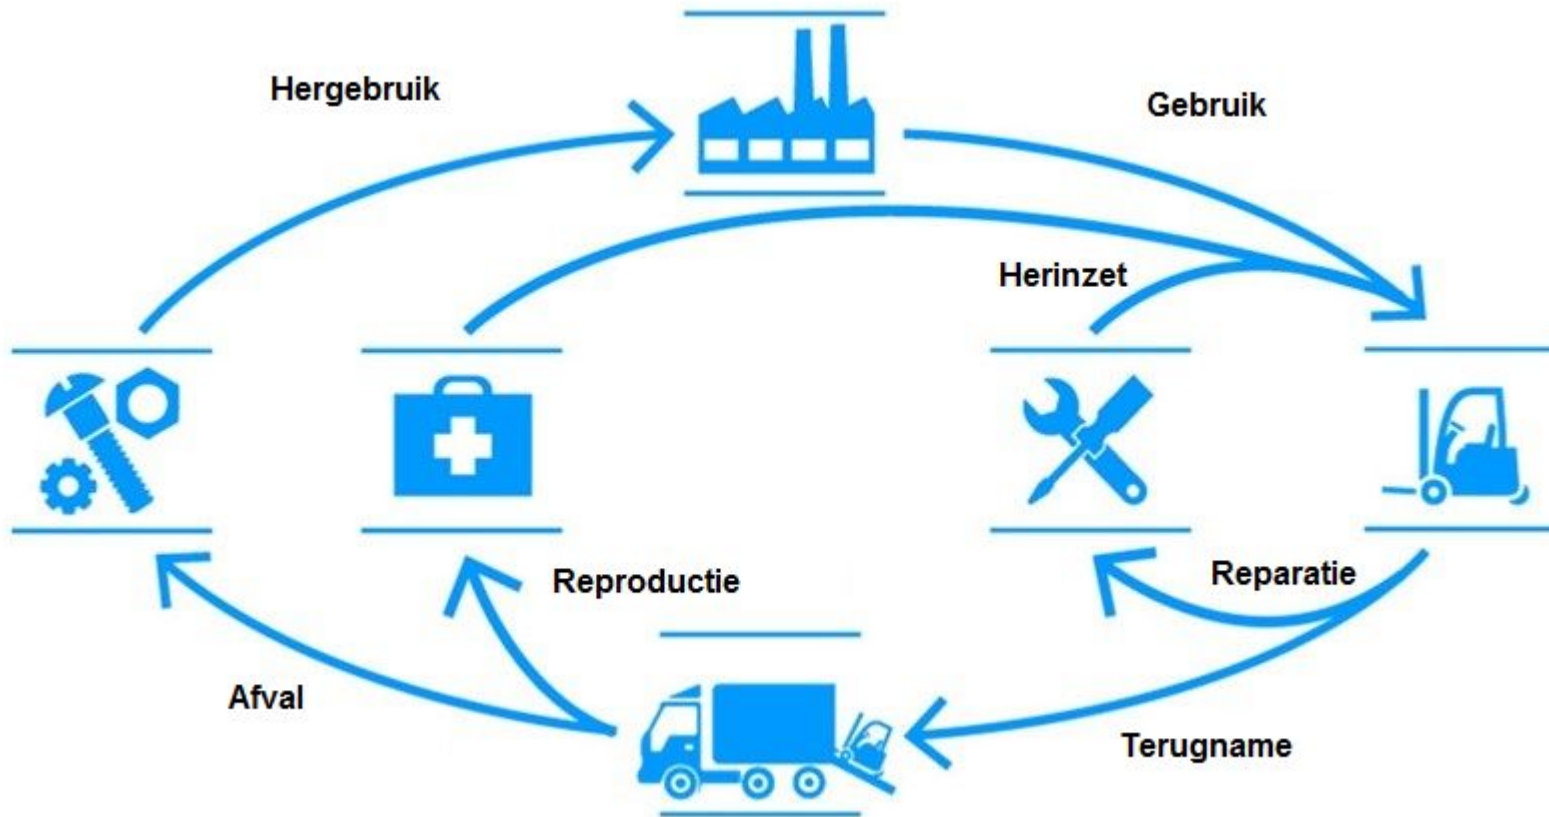 Hergebruik
Gebruik
Herinzet
Reproductie
Reparatie
Afval
Terugname